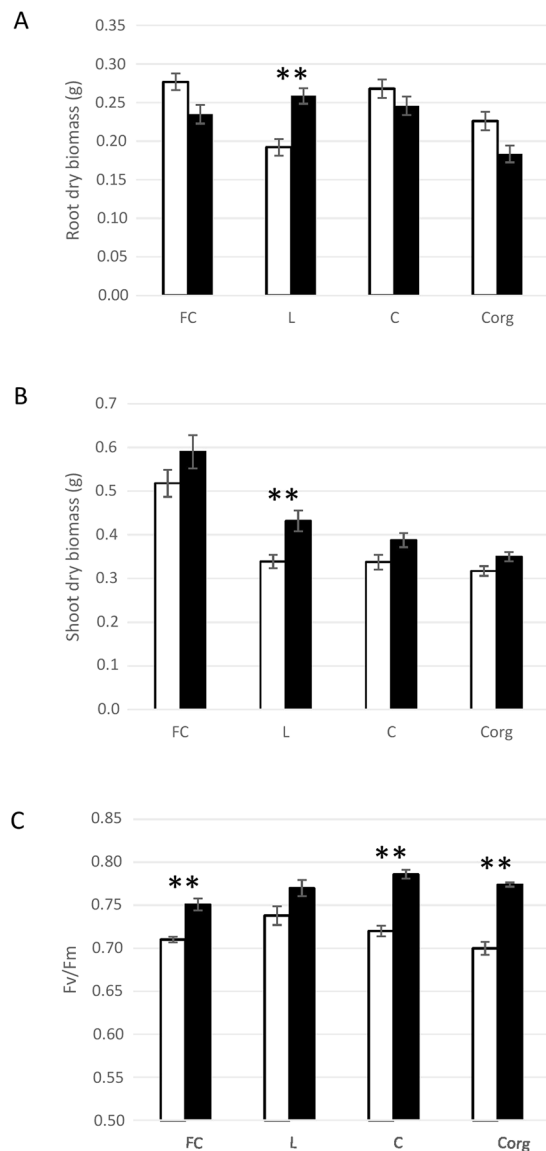 A
Root dry biomass (g)
0.35
0.30
0.25
0.20
0.15
0.10
0.05
0.00
**
FC L C Corg
B
Shoot dry biomass (g)
0.7
0.6
0.5
0.4
0.3
0.2
0.1
0.0
**
FC L C Corg
C
Fv/Fm
0.85
0.80
0.75
0.70
0.65
0.60
0.55
0.50
** ** **
FC L C Corg